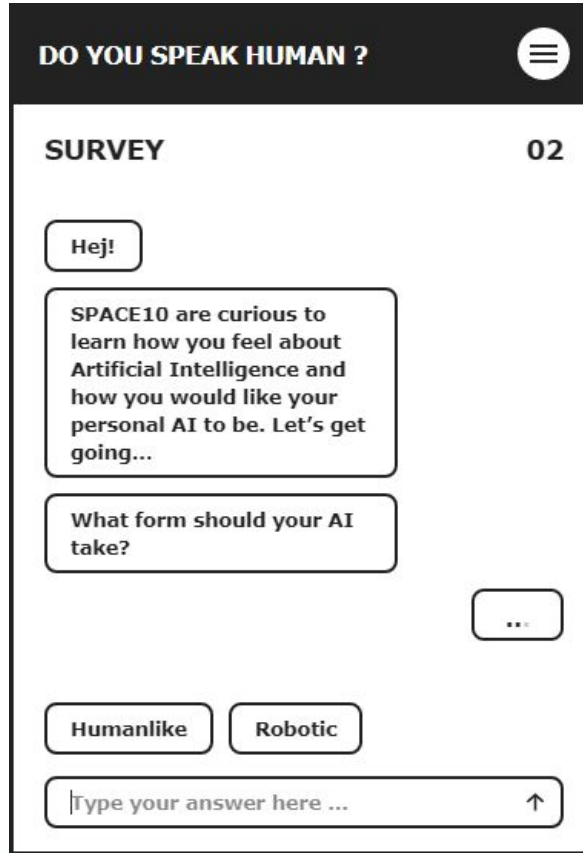 DO YOU SPEAK HUMAN ?
SURVEY 02
Hej!
SPACE10 are curious to
learn how you feel about
Artificial Intelligence and
how you would like your
personal AI to be. Let’s get
going...
What form should your AI
take?
...
Humanlike Robotic
Type your answer here ... ↑